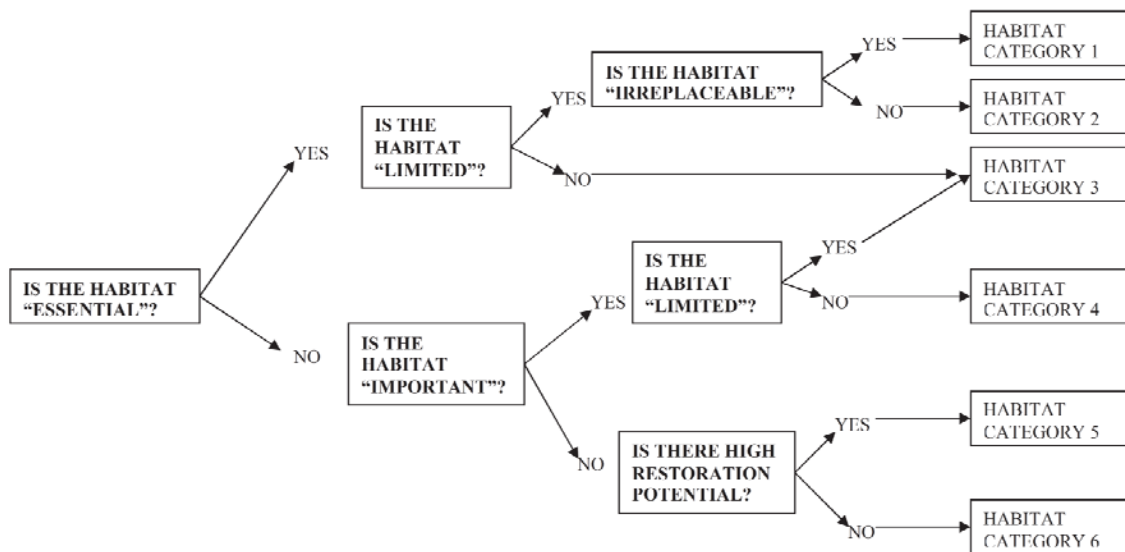 IS THE HABITAT
“ESSENTIAL”?
YES
NO
IS THE
HABITAT
“LIMITED”?
YES
NO
IS THE HABITAT
“IRREPLACEABLE”?
YES
NO
HABITAT
CATEGORY 1
HABITAT
CATEGORY 2
HABITAT
CATEGORY 3
IS THE
HABITAT
“IMPORTANT”?
YES
NO
IS THE
HABITAT
“LIMITED”?
YES
NO
HABITAT
CATEGORY 4
IS THERE HIGH
RESTORATION
POTENTIAL?
YES
NO
HABITAT
CATEGORY 5
HABITAT
CATEGORY 6